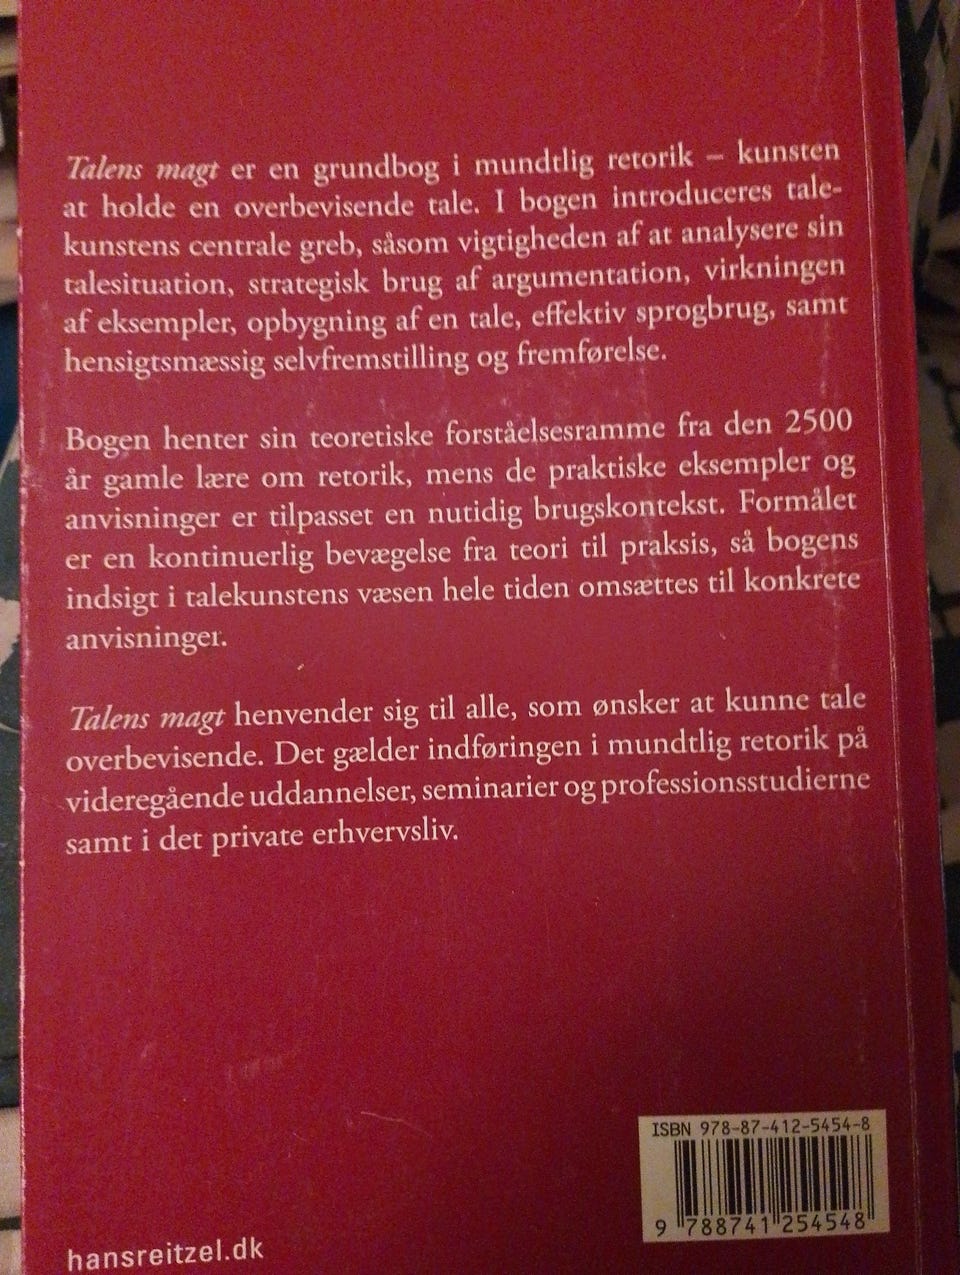 Talens magt er en grundbog i mundtlig retorik – kunsten
at holde en overbevisende tale. I bogen introduceres tale-
kunstens centrale greb, såsom vigtigheden af at analysere sin
talesituation, strategisk brug af argumentation, virkningen
af eksempler, opbygning af en tale, effektiv sprogbrug, samt
hensigtsmæssig selvfremstilling og fremførelse.
Bogen henter sin teoretiske forståelsesramme fra den 2500
år gamle lære om retorik, mens de praktiske eksempler og
anvisninger er tilpasset en nutidig brugskontekst. Formålet
er en kontinuerlig bevægelse fra teori til praksis, så bogens
indsigt i talekunstens væsen hele tiden omsættes til konkrete
anvisninger.
Talens magt henvender sig til alle, som ønsker at kunne tale
overbevisende. Det gælder indføringen i mundtlig retorik på
videregående uddannelser, seminarier og professionsstudierne
samt i det private erhvervsliv.
ISBN 978-87-412-5454-8
9 788741 254548
hansreitzel.dk